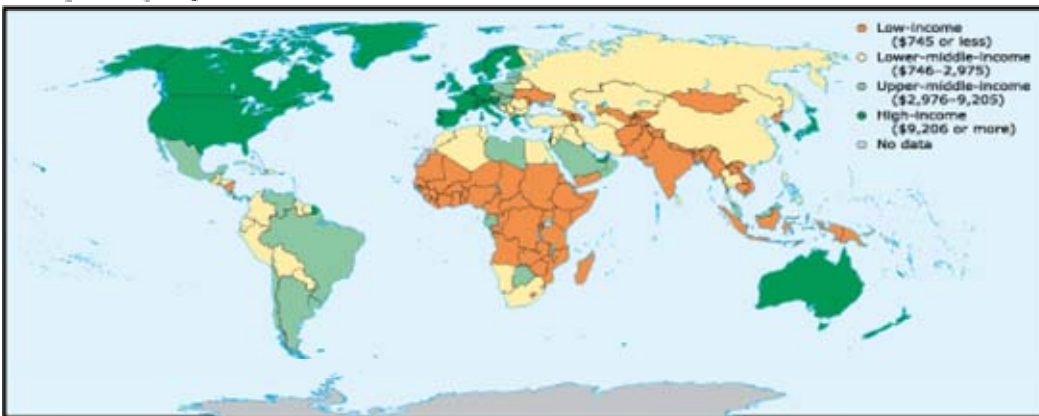 Low-income
($745 or less)
Lower-middle-income
($746–2,975)
Upper-middle-income
($2,976–9,205)
High-income
($9,206 or more)
No data